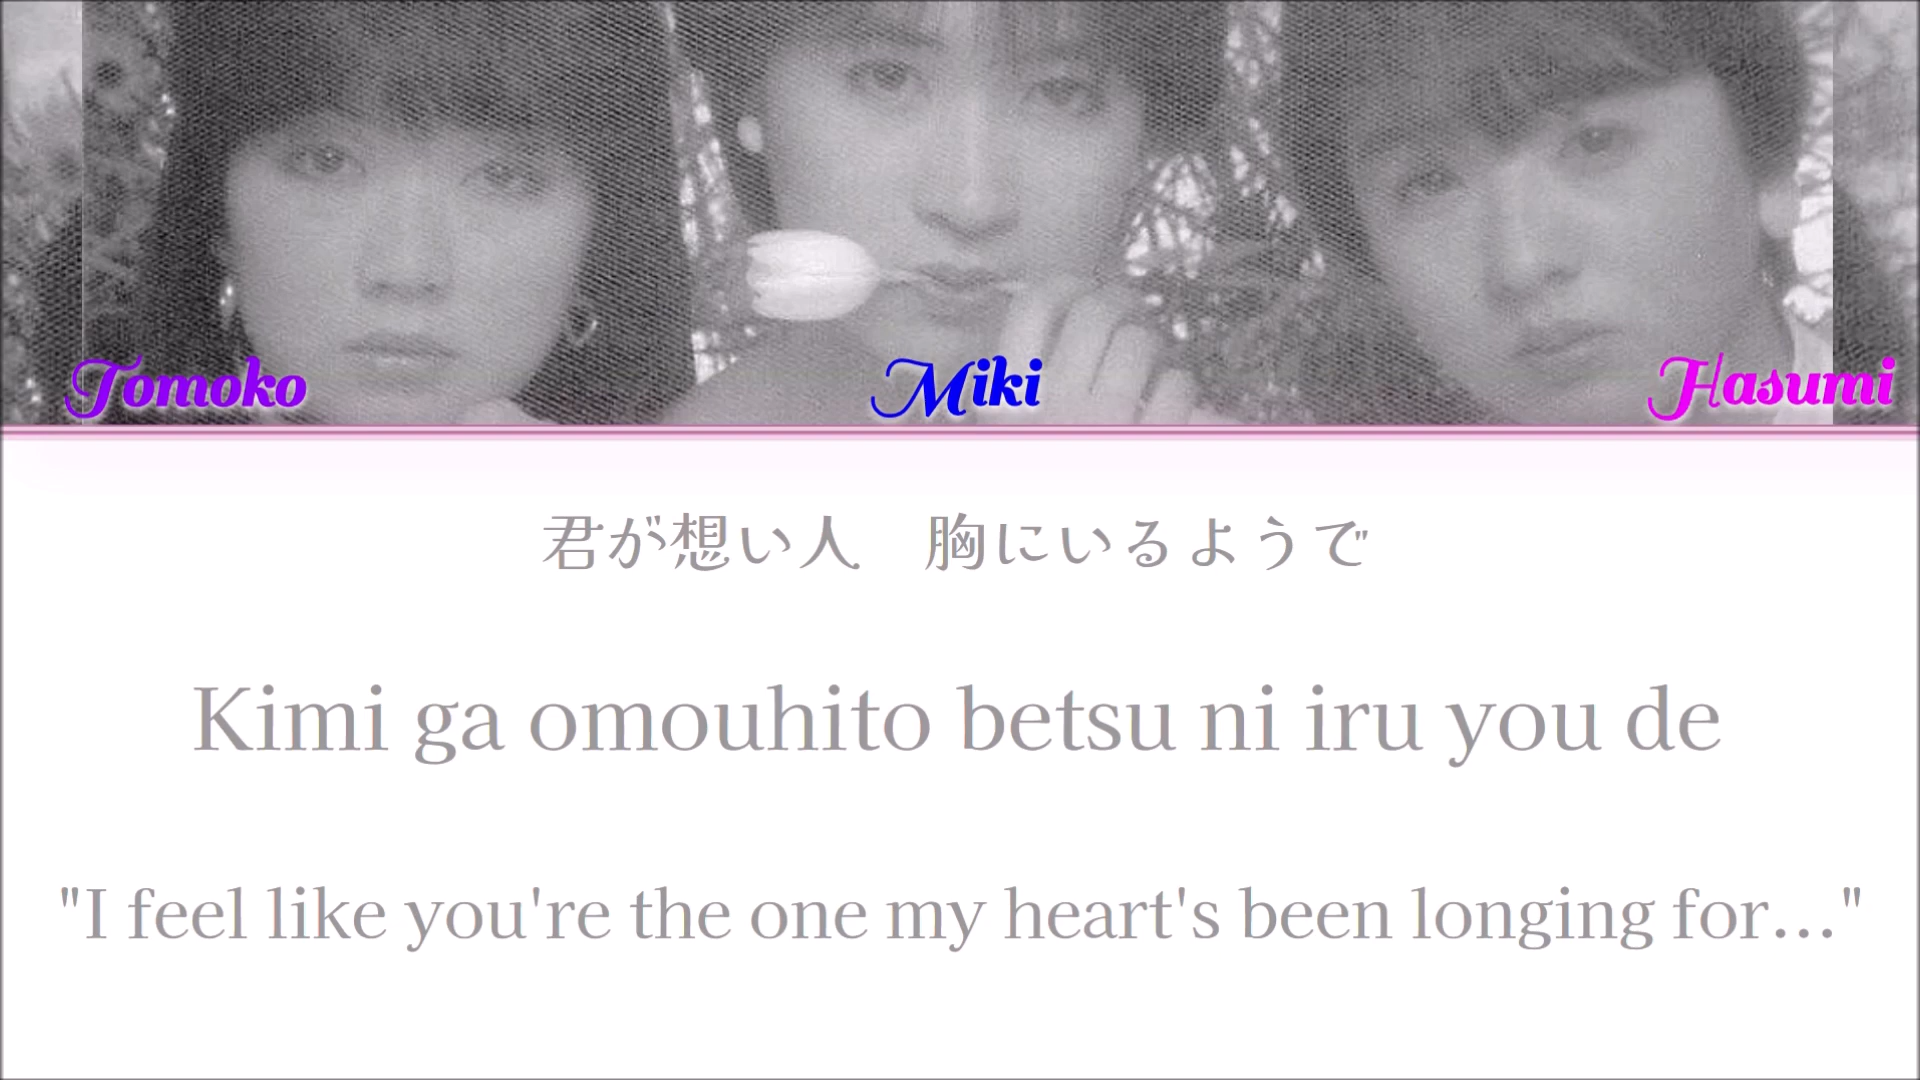 Tomoko Miki Hasumi
君が想い人　胸にいるようで
Kimi ga omouhito betsu ni iru you de
"I feel like you're the one my heart's been longing for..."